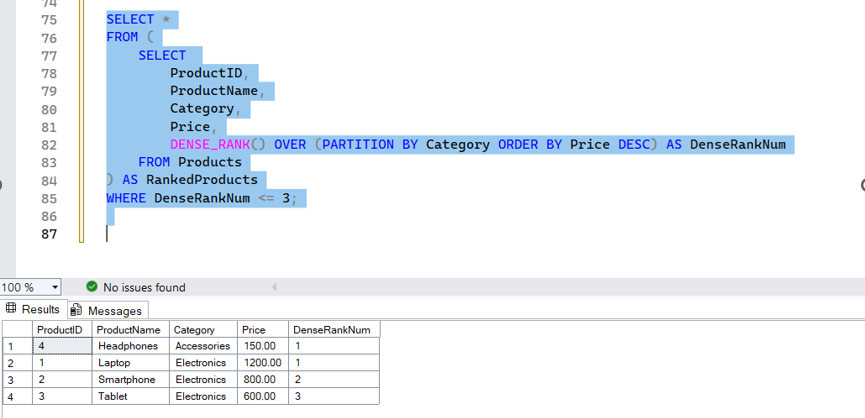 74
75 SELECT *
76 FROM (
77 SELECT
78 ProductID,
79 ProductName,
80 Category,
81 Price,
82 DENSE_RANK() OVER (PARTITION BY Category ORDER BY Price DESC) AS DenseRankNum
83 FROM Products
84 ) AS RankedProducts
85 WHERE DenseRankNum <= 3;
86
87
100 % No issues found
Results Messages
ProductID ProductName Category Price DenseRankNum
1 4 Headphones Accessories 150.00 1
2 1 Laptop Electronics 1200.00 1
3 2 Smartphone Electronics 800.00 2
4 3 Tablet Electronics 600.00 3